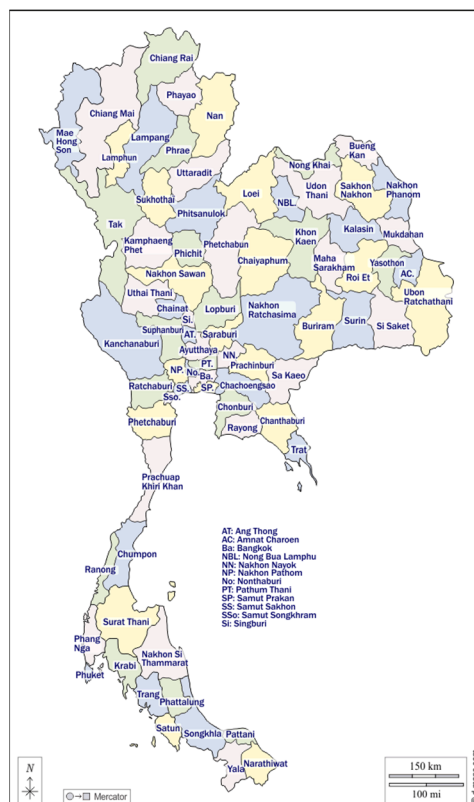 Chiang Rai
Phayao
Chiang Mai
Nan
Mae
Hong
Son
Lampang
Phrae
Lamphun
Uttaradit
Bueng
Kan
Nong Khai
Loei
Udon
Thani
Sakhon
Nakhon
Nakhon
Phanom
NBL.
Sukhothai
Phitsanulok
Tak
Kalasin
Mukdahan
Khon
Kaen
Kamphaeng
Phet
Phetchabun
Phichit
Chaiyaphum
Maha
Sarakham
Roi Et
Yasothon
AC.
Nakhon Sawan
Ubon
Ratchathani
Uthai Thani
Chainat
Lopburi
Nakhon
Ratchasima
Si.
Buriram
Surin
Si Saket
Suphanburi
AT.
Saraburi
Kanchanaburi
Ayutthaya
NN.
Prachinburi
NP.
No.
PT.
Ba.
Sa Kaeo
Ratchaburi
SS.
SP.
Chachoengsao
Sso.
Chonburi
Phetchaburi
Rayong
Chanthaburi
Trat
Prachuap
Khiri Khan
AT: Ang Thong
AC: Amnat Charoen
Ba: Bangkok
NBL: Nong Bua Lamphu
NN: Nakhon Nayok
NP: Nakhon Pathom
No: Nonthaburi
PT: Pathum Thani
SP: Samut Prakan
SS: Samut Sakhon
SSo: Samut Songkhram
Si: Singburi
Chumpon
Ranong
Surat Thani
Phang
Nga
Nakhon Si
Thammarat
Krabi
Phuket
Trang
Phattalung
Satun
Songkhla
Pattani
Yala
Narathiwat
N
Mercator
150 km
100 mi